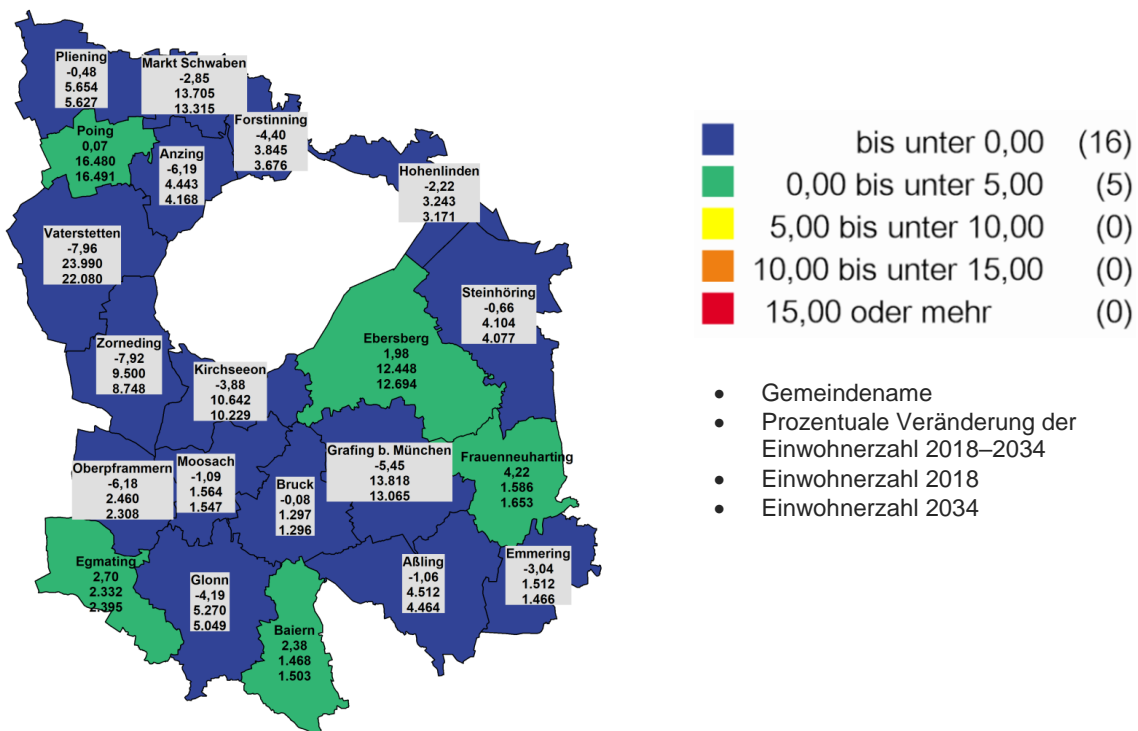 Pliening
-0,48
5.654
5.627
Markt Schwaben
-2,85
13.705
13.315
Forstinning
-4,40
3.845
3.676
Poing
0,07
16.480
16.491
Anzing
-6,19
4.443
4.168
Hohenlinden
-2,22
3.243
3.171
Vaterstetten
-7,96
23.990
22.080
Steinhöring
-0,66
4.104
4.077
Zorneding
-7,92
9.500
8.748
Kirchseeon
-3,88
10.642
10.229
Ebersberg
1,98
12.448
12.694
Oberpframmern
-6,18
2.460
2.308
Moosach
-1,09
1.564
1.547
Bruck
-0,08
1.297
1.296
Grafing b. München
-5,45
13.818
13.065
Frauenneuharting
4,22
1.586
1.653
Egmating
2,70
2.332
2.395
Glonn
-4,19
5.270
5.049
Baiern
2,38
1.468
1.503
Aßling
-1,06
4.512
4.464
Emmering
-3,04
1.512
1.466
bis unter 0,00 (16)
0,00 bis unter 5,00 (5)
5,00 bis unter 10,00 (0)
10,00 bis unter 15,00 (0)
15,00 oder mehr (0)
• Gemeindename
• Prozentuale Veränderung der
Einwohnerzahl 2018–2034
• Einwohnerzahl 2018
• Einwohnerzahl 2034